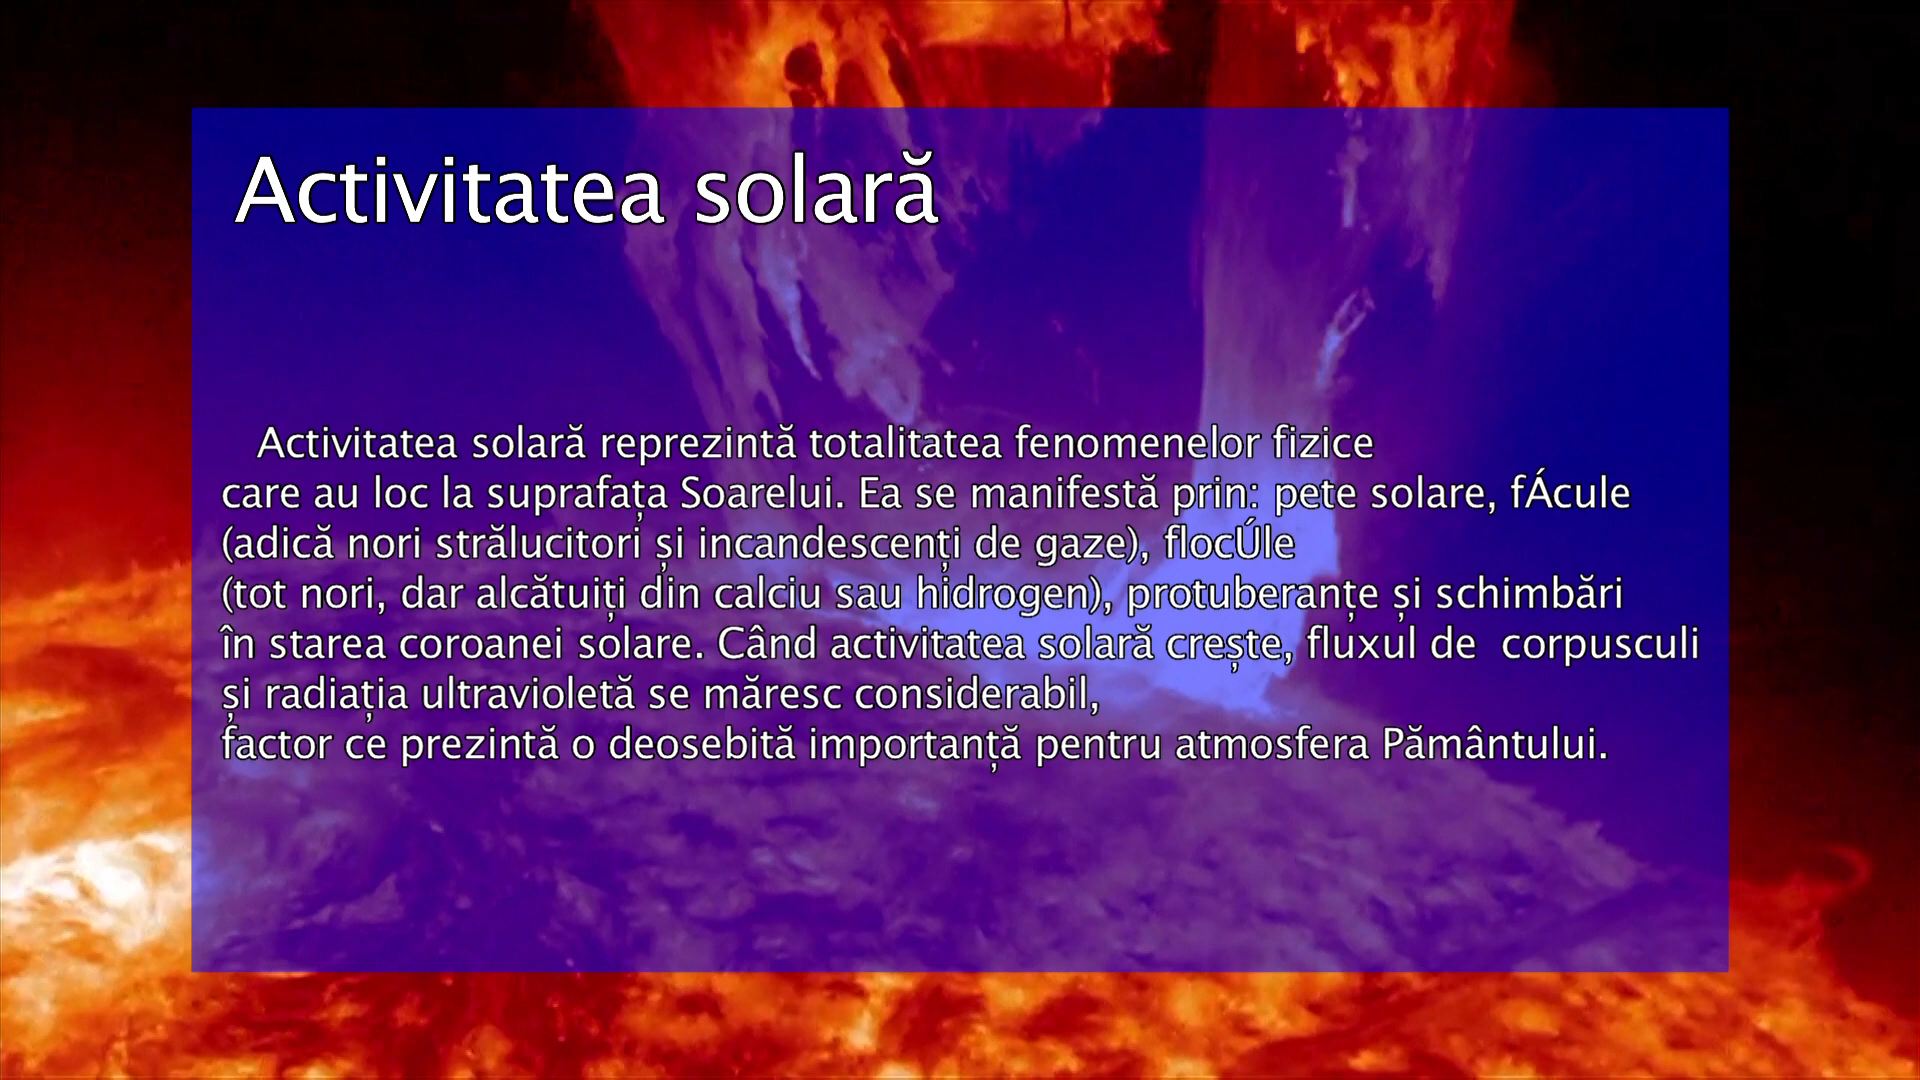 Activitatea solară
Activitatea solară reprezintă totalitatea fenomenelor fizice
care au loc la suprafața Soarelui. Ea se manifestă prin: pete solare, fÁcule
(adică nori strălucitori și incandescenți de gaze), flocÚle
(tot nori, dar alcătuiți din calciu sau hidrogen), protuberanțe și schimbări
în starea coroanei solare. Când activitatea solară crește, fluxul de  corpusculi
și radiația ultravioletă se măresc considerabil,
factor ce prezintă o deosebită importanță pentru atmosfera Pământului.